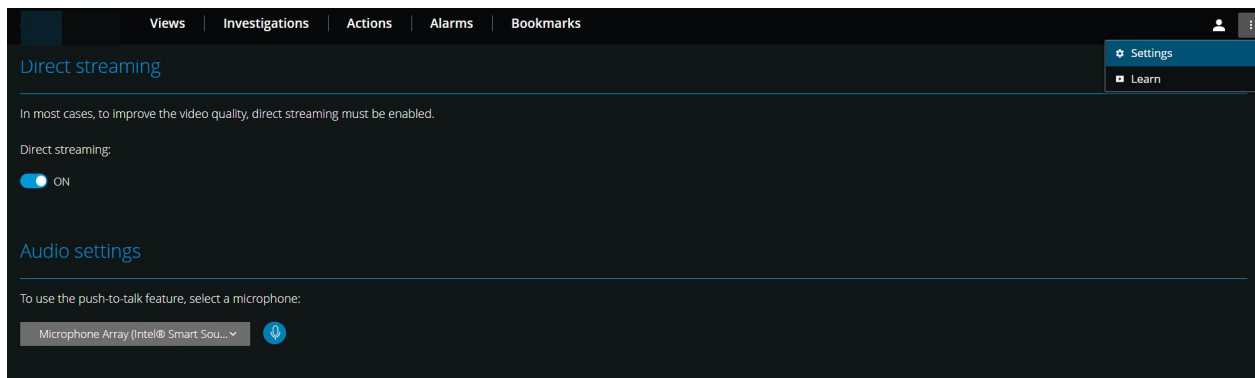 Views
Investigations
Actions
Alarms
Bookmarks
Settings
Learn
Direct streaming
In most cases, to improve the video quality, direct streaming must be enabled.
Direct streaming:
ON
Audio settings
To use the push-to-talk feature, select a microphone:
Microphone Array (Intel® Smart Sou...